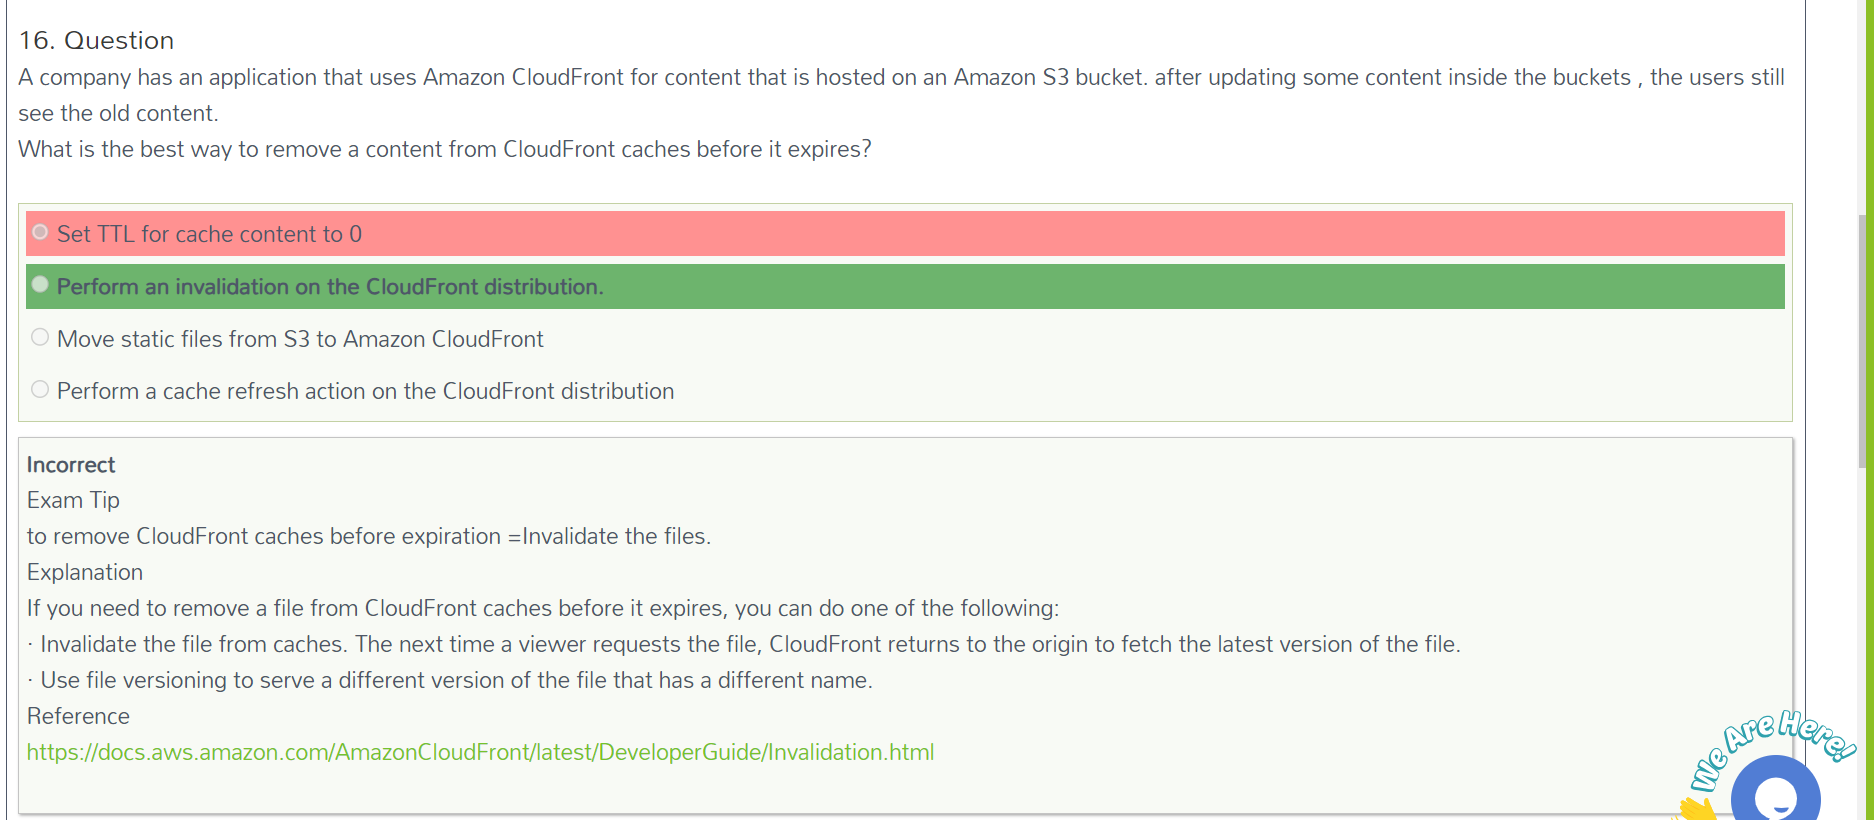 16. Question
A company has an application that uses Amazon CloudFront for content that is hosted on an Amazon S3 bucket. after updating some content inside the buckets , the users still
see the old content.
What is the best way to remove a content from CloudFront caches before it expires?
Set TTL for cache content to 0
Perform an invalidation on the CloudFront distribution.
Move static files from S3 to Amazon CloudFront
Perform a cache refresh action on the CloudFront distribution
Incorrect
Exam Tip
to remove CloudFront caches before expiration =Invalidate the files.
Explanation
If you need to remove a file from CloudFront caches before it expires, you can do one of the following:
· Invalidate the file from caches. The next time a viewer requests the file, CloudFront returns to the origin to fetch the latest version of the file.
· Use file versioning to serve a different version of the file that has a different name.
Reference
https://docs.aws.amazon.com/AmazonCloudFront/latest/DeveloperGuide/Invalidation.html
We Are Here!